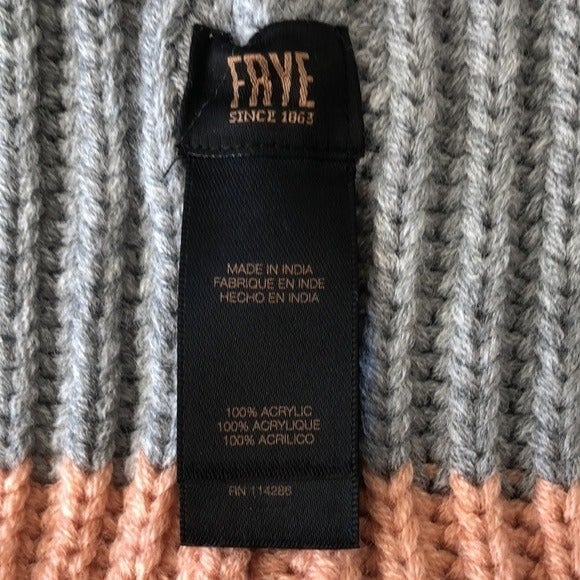 FRYE
SINCE 1863
MADE IN INDIA
FABRIQUE EN INDE
HECHO EN INDIA
100% ACRYLIC
100% ACRYLIQUE
100% ACRILICO
RN 114286